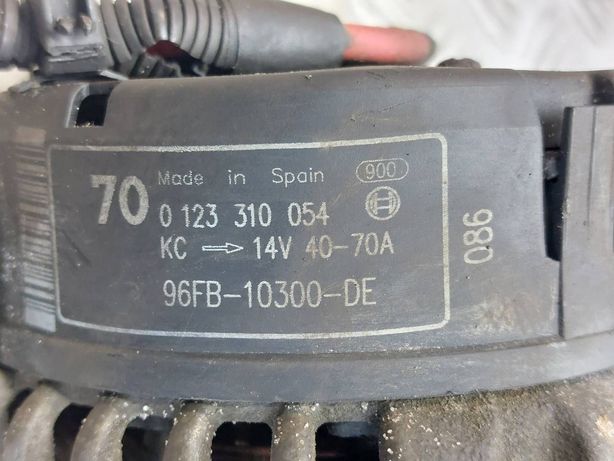 70 Made in Spain 900
0 123 310 054
KC → 14V 40-70A
96FB-10300-DE
086